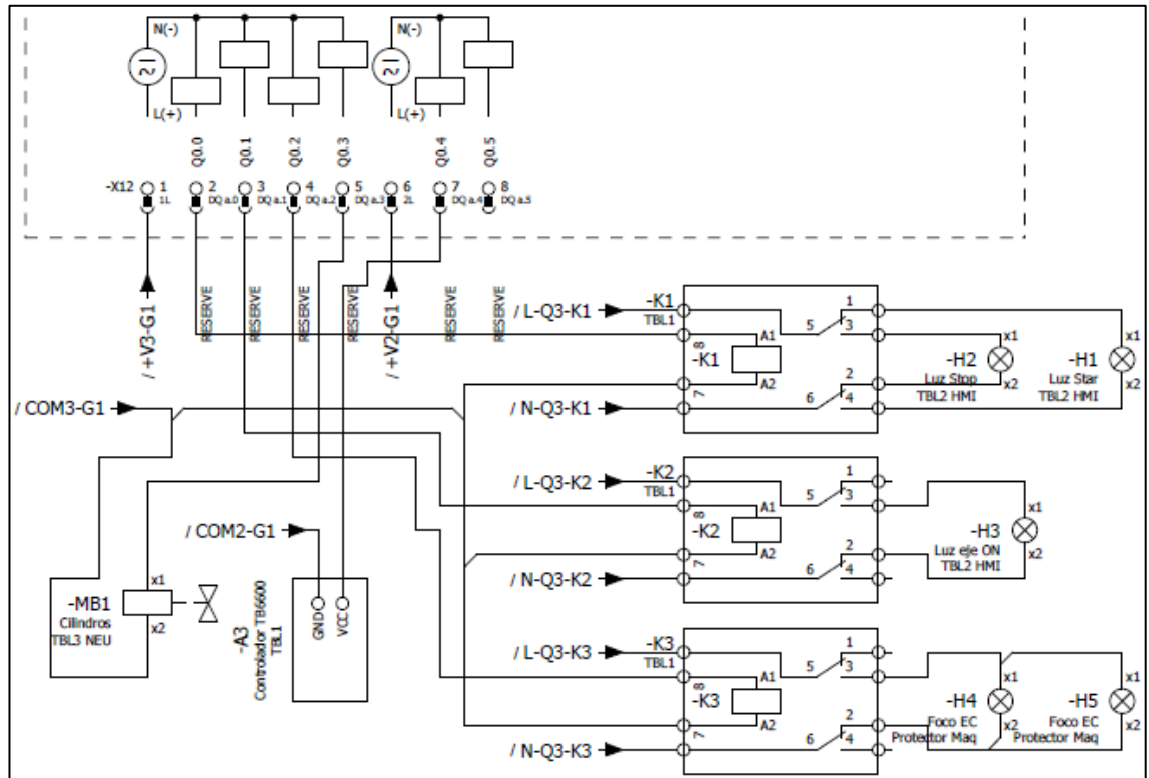 N(-)
N(-)
L(+)
L(+)
Q0.0
Q0.1
Q0.2
Q0.3
Q0.4
Q0.5
-X12
1
1L
2
DQ a.0
3
DQ a.1
4
DQ a.2
5
DQ a.3
6
2L
7
DQ a.4
8
DQ a.5
/ +V3-G1
RESERVE
RESERVE
RESERVE
RESERVE
/ +V2-G1
RESERVE
RESERVE
/ L-Q3-K1
-K1
TBL1
8
-K1
7
A1
A2
5
1
3
6
2
4
/ N-Q3-K1
x1
-H2
x2
Luz Stop
TBL2 HMI
x1
-H1
x2
Luz Star
TBL2 HMI
/ COM3-G1
/ L-Q3-K2
-K2
TBL1
8
-K2
7
A1
A2
5
1
3
6
2
4
/ N-Q3-K2
x1
-H3
x2
Luz eje ON
TBL2 HMI
/ COM2-G1
-MB1
Cilindros
TBL3 NEU
x1
x2
-A3
Controlador TB6600
TBL1
GND
VCC
/ L-Q3-K3
-K3
TBL1
8
-K3
7
A1
A2
5
1
3
6
2
4
/ N-Q3-K3
x1
-H4
x2
Foco EC
Protector Maq
x1
-H5
x2
Foco EC
Protector Maq